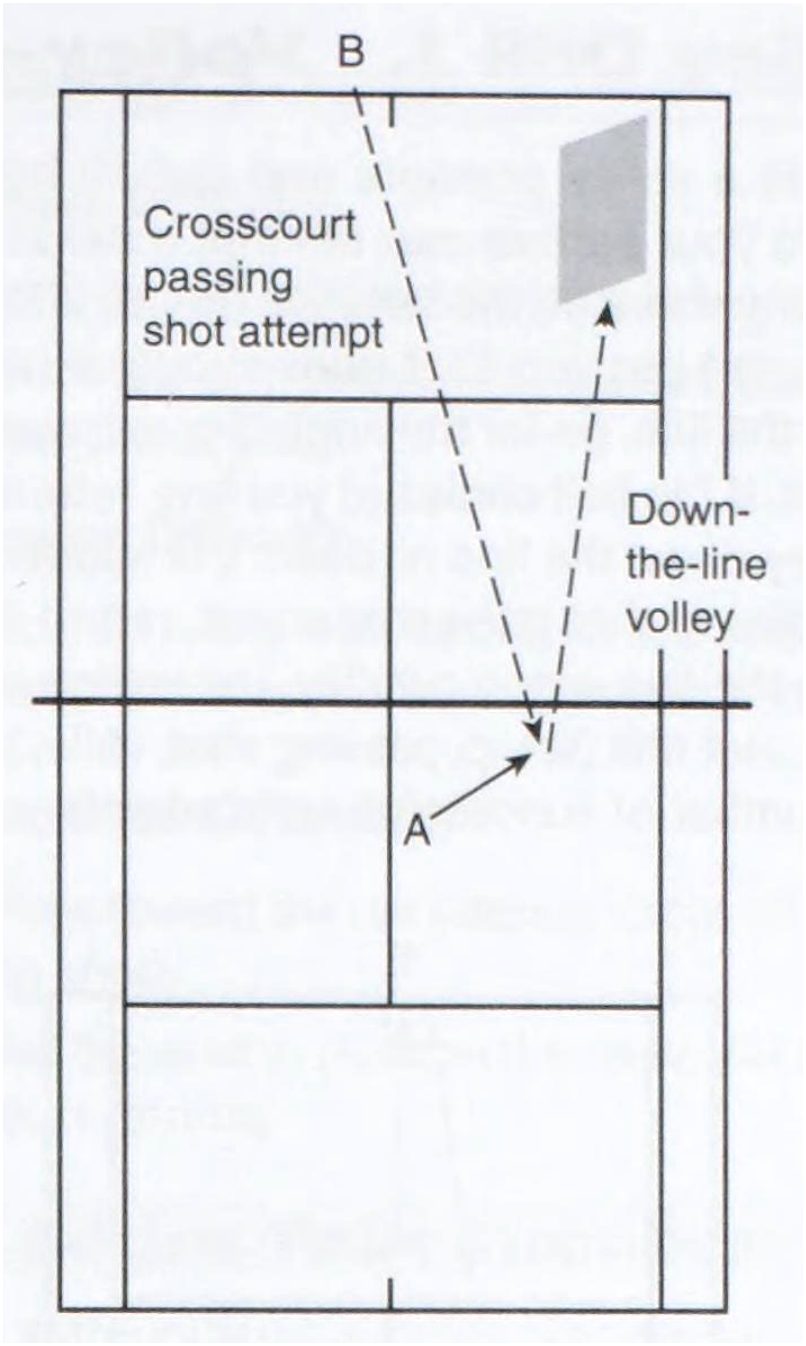 B
Crosscourt
passing
shot attempt
Down-
the-line
volley
A